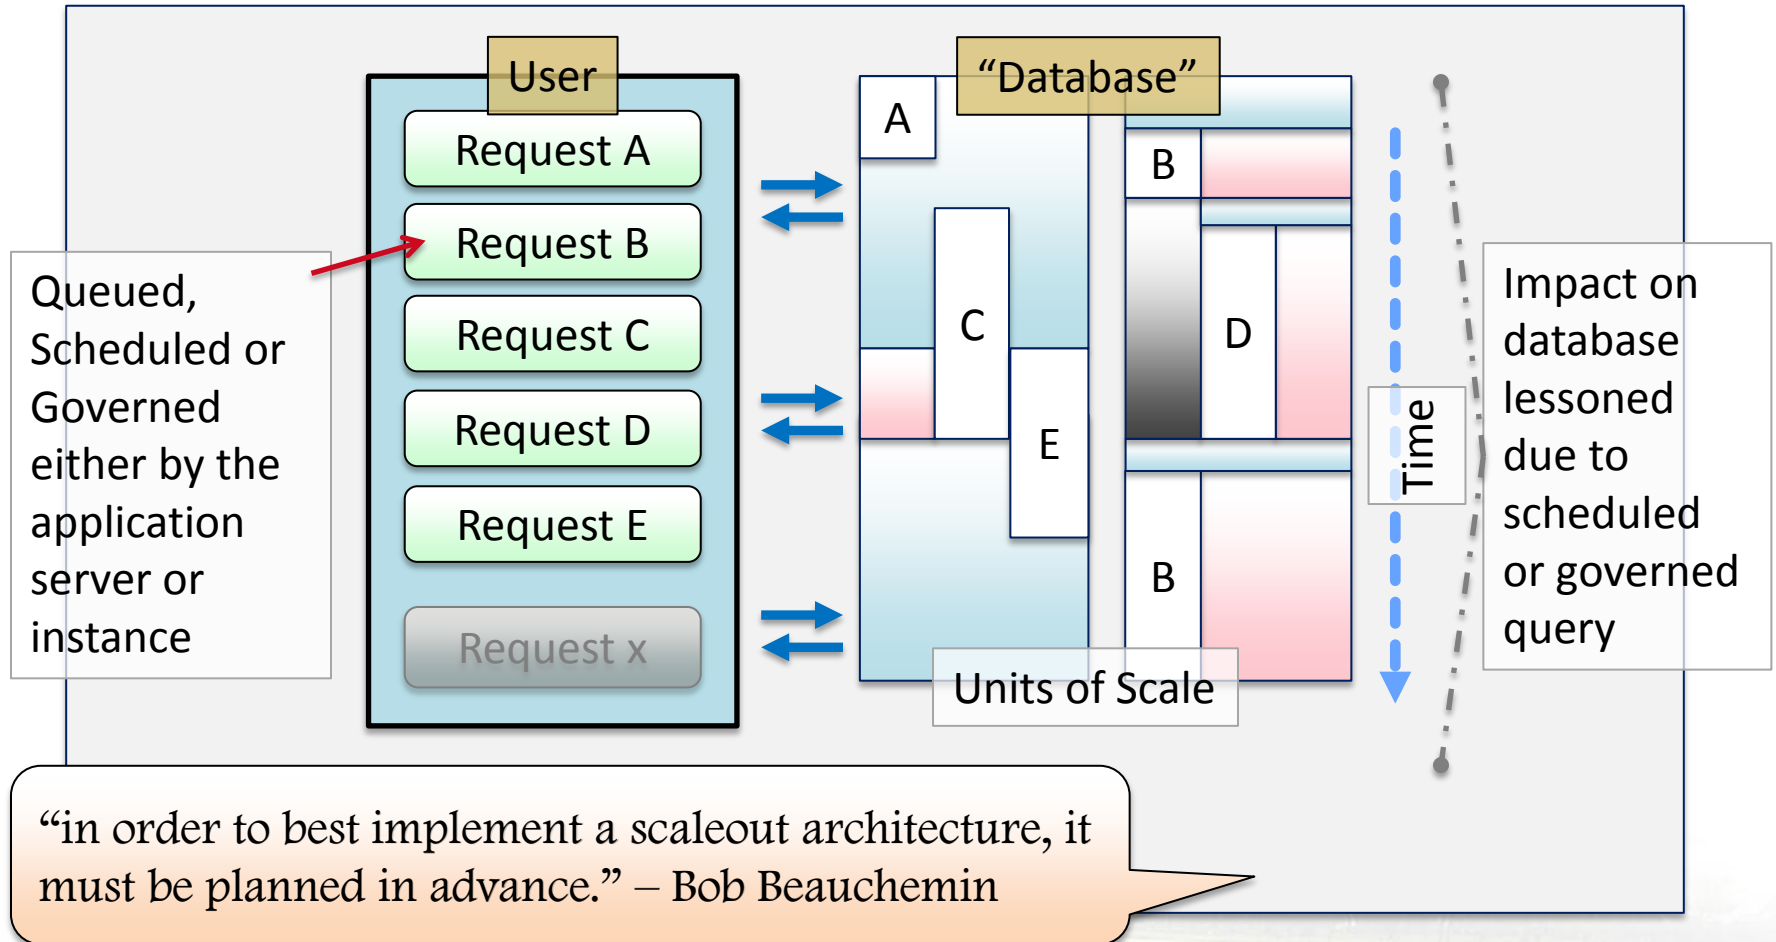 User
Request A
Request B
Request C
Request D
Request E
Request x
Queued,
Scheduled or
Governed
either by the
application
server or
instance
“Database”
A
C
E
B
D
B
Units of Scale
Time
Impact on
database
lessoned
due to
scheduled
or governed
query
“in order to best implement a scaleout architecture, it
must be planned in advance.” – Bob Beauchemin